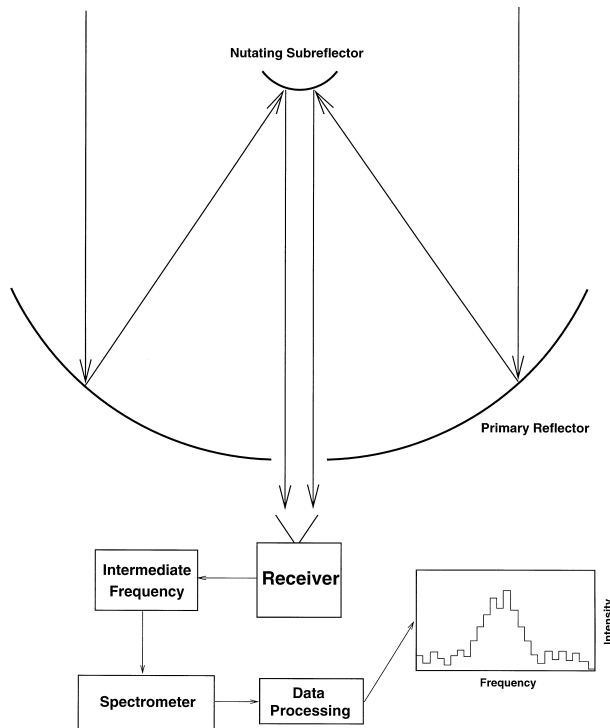 Nutating Subreflector
Primary Reflector
Intermediate
Frequency
Receiver
Intensity
Spectrometer
Data
Processing
Frequency